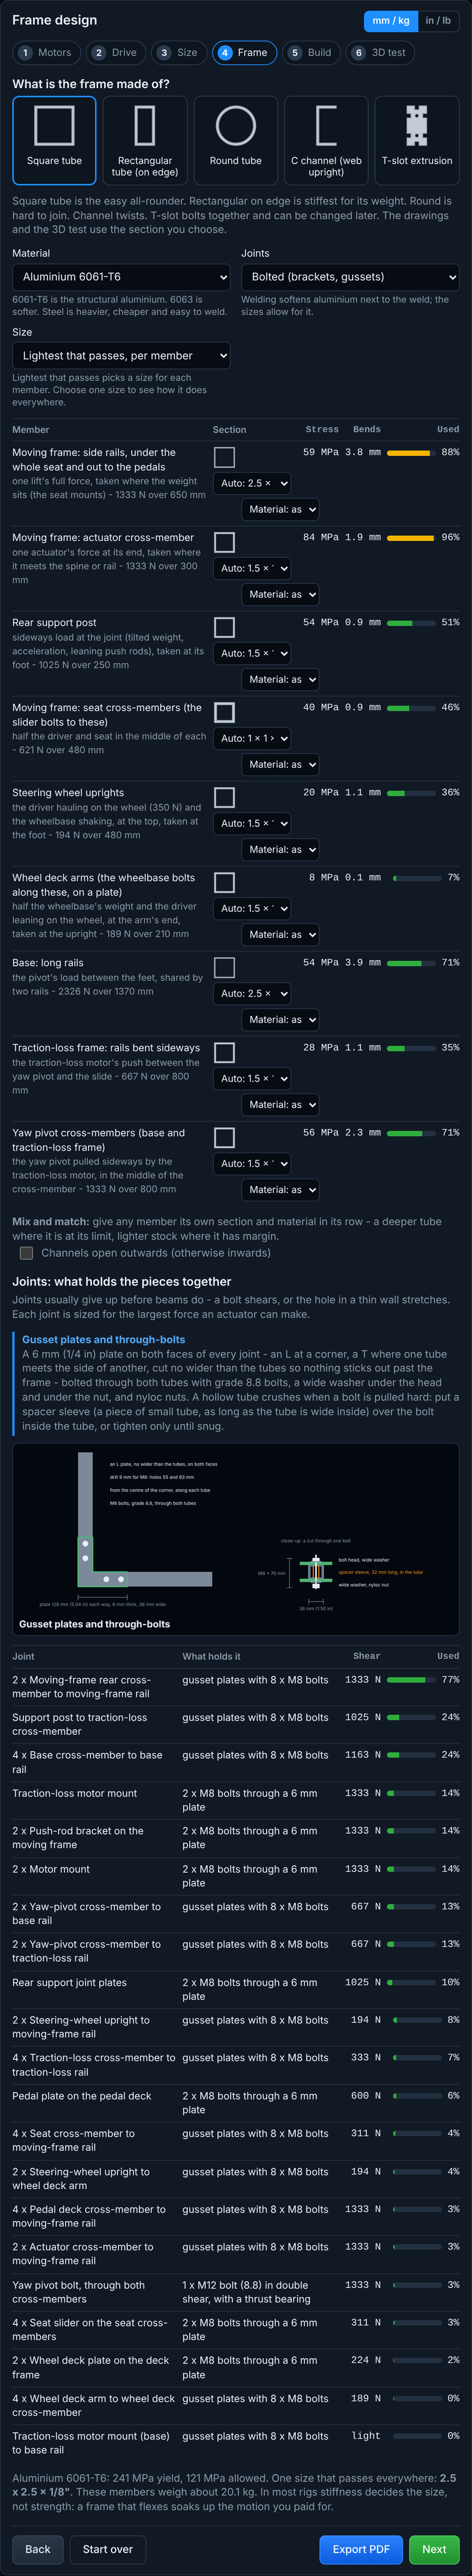 Frame design
mm / kg
in / lb
1 Motors
2 Drive
3 Size
4 Frame
5 Build
6 3D test
What is the frame made of?
Square tube
Rectangular
tube (on edge)
Round tube
C channel (web
upright)
T-slot extrusion
Square tube is the easy all-rounder. Rectangular on edge is stiffest for its weight. Round is
hard to join. Channel twists. T-slot bolts together and can be changed later. The drawings
and the 3D test use the section you choose.
Material
Aluminium 6061-T6
6061-T6 is the structural aluminium. 6063 is
softer. Steel is heavier, cheaper and easy to weld.
Joints
Bolted (brackets, gussets)
Welding softens aluminium next to the weld; the
sizes allow for it.
Size
Lightest that passes, per member
Lightest that passes picks a size for each
member. Choose one size to see how it does
everywhere.
Member Section Stress Bends Used
Moving frame: side rails, under the
whole seat and out to the pedals
one lift's full force, taken where the weight
sits (the seat mounts) - 1333 N over 650 mm
Auto: 2.5 ×
Material: as
59 MPa 3.8 mm 88%
Moving frame: actuator cross-member
one actuator's force at its end, taken where
it meets the spine or rail - 1333 N over 300
mm
Auto: 1.5 ×
Material: as
84 MPa 1.9 mm 96%
Rear support post
sideways load at the joint (tilted weight,
acceleration, leaning push rods), taken at its
foot - 1025 N over 250 mm
Auto: 1.5 ×
Material: as
54 MPa 0.9 mm 51%
Moving frame: seat cross-members (the
slider bolts to these)
half the driver and seat in the middle of each
- 621 N over 480 mm
Auto: 1 × 1
Material: as
40 MPa 0.9 mm 46%
Steering wheel uprights
the driver hauling on the wheel (350 N) and
the wheelbase shaking, at the top, taken at
the foot - 194 N over 480 mm
Auto: 1.5 ×
Material: as
20 MPa 1.1 mm 36%
Wheel deck arms (the wheelbase bolts
along these, on a plate)
half the wheelbase's weight and the driver
leaning on the wheel, at the arm's end,
taken at the upright - 189 N over 210 mm
Auto: 1.5 ×
Material: as
8 MPa 0.1 mm 7%
Base: long rails
the pivot's load between the feet, shared by
two rails - 2326 N over 1370 mm
Auto: 2.5 ×
Material: as
54 MPa 3.9 mm 71%
Traction-loss frame: rails bent sideways
the traction-loss motor's push between the
yaw pivot and the slide - 667 N over 800
mm
Auto: 1.5 ×
Material: as
28 MPa 1.1 mm 35%
Yaw pivot cross-members (base and
traction-loss frame)
the yaw pivot pulled sideways by the
traction-loss motor, in the middle of the
cross-member - 1333 N over 800 mm
Auto: 1.5 ×
Material: as
56 MPa 2.3 mm 71%
Mix and match: give any member its own section and material in its row - a deeper tube
where it is at its limit, lighter stock where it has margin.
Channels open outwards (otherwise inwards)
Joints: what holds the pieces together
Joints usually give up before beams do - a bolt shears, or the hole in a thin wall stretches.
Each joint is sized for the largest force an actuator can make.
Gusset plates and through-bolts
A 6 mm (1/4 in) plate on both faces of every joint - an L at a corner, a T where one tube
meets the side of another, cut no wider than the tubes so nothing sticks out past the
frame - bolted through both tubes with grade 8.8 bolts, a wide washer under the head
and under the nut, and nyloc nuts. A hollow tube crushes when a bolt is pulled hard: put a
spacer sleeve (a piece of small tube, as long as the tube is wide inside) over the bolt
inside the tube, or tighten only until snug.
an L plate, no wider than the tubes, on both faces
drill 9 mm for M8: holes 55 and 93 mm
from the centre of the corner, along each tube
M8 bolts, grade 8.8, through both tubes
plate 128 mm (5.04 in) each way, 6 mm thick, 38 mm wide
close-up: a cut through one bolt
M8 × 70 mm
bolt head, wide washer
spacer sleeve, 32 mm long, in the tube
wide washer, nyloc nut
38 mm (1.50 in)
Gusset plates and through-bolts
Joint What holds it Shear Used
2 x Moving-frame rear cross-
member to moving-frame rail
gusset plates with 8 x M8 bolts 1333 N 77%
Support post to traction-loss
cross-member
gusset plates with 8 x M8 bolts 1025 N 24%
4 x Base cross-member to base
rail
gusset plates with 8 x M8 bolts 1163 N 24%
Traction-loss motor mount
2 x M8 bolts through a 6 mm
plate
1333 N 14%
2 x Push-rod bracket on the
moving frame
2 x M8 bolts through a 6 mm
plate
1333 N 14%
2 x Motor mount
2 x M8 bolts through a 6 mm
plate
1333 N 14%
2 x Yaw-pivot cross-member to
base rail
gusset plates with 8 x M8 bolts 667 N 13%
2 x Yaw-pivot cross-member to
traction-loss rail
gusset plates with 8 x M8 bolts 667 N 13%
Rear support joint plates
2 x M8 bolts through a 6 mm
plate
1025 N 10%
2 x Steering-wheel upright to
moving-frame rail
gusset plates with 8 x M8 bolts 194 N 8%
4 x Traction-loss cross-member to
traction-loss rail
gusset plates with 8 x M8 bolts 333 N 7%
Pedal plate on the pedal deck
2 x M8 bolts through a 6 mm
plate
600 N 6%
4 x Seat cross-member to
moving-frame rail
gusset plates with 8 x M8 bolts 311 N 4%
2 x Steering-wheel upright to
wheel deck arm
gusset plates with 8 x M8 bolts 194 N 4%
4 x Pedal deck cross-member to
moving-frame rail
gusset plates with 8 x M8 bolts 1333 N 3%
2 x Actuator cross-member to
moving-frame rail
gusset plates with 8 x M8 bolts 1333 N 3%
Yaw pivot bolt, through both
cross-members
1 x M12 bolt (8.8) in double
shear, with a thrust bearing
1333 N 3%
4 x Seat slider on the seat cross-
members
2 x M8 bolts through a 6 mm
plate
311 N 3%
2 x Wheel deck plate on the deck
frame
2 x M8 bolts through a 6 mm
plate
224 N 2%
4 x Wheel deck arm to wheel deck
cross-member
gusset plates with 8 x M8 bolts 189 N 0%
Traction-loss motor mount (base)
to base rail
gusset plates with 8 x M8 bolts light 0%
Aluminium 6061-T6: 241 MPa yield, 121 MPa allowed. One size that passes everywhere: 2.5
x 2.5 × 1/8". These members weigh about 20.1 kg. In most rigs stiffness decides the size,
not strength: a frame that flexes soaks up the motion you paid for.
Back
Start over
Export PDF
Next